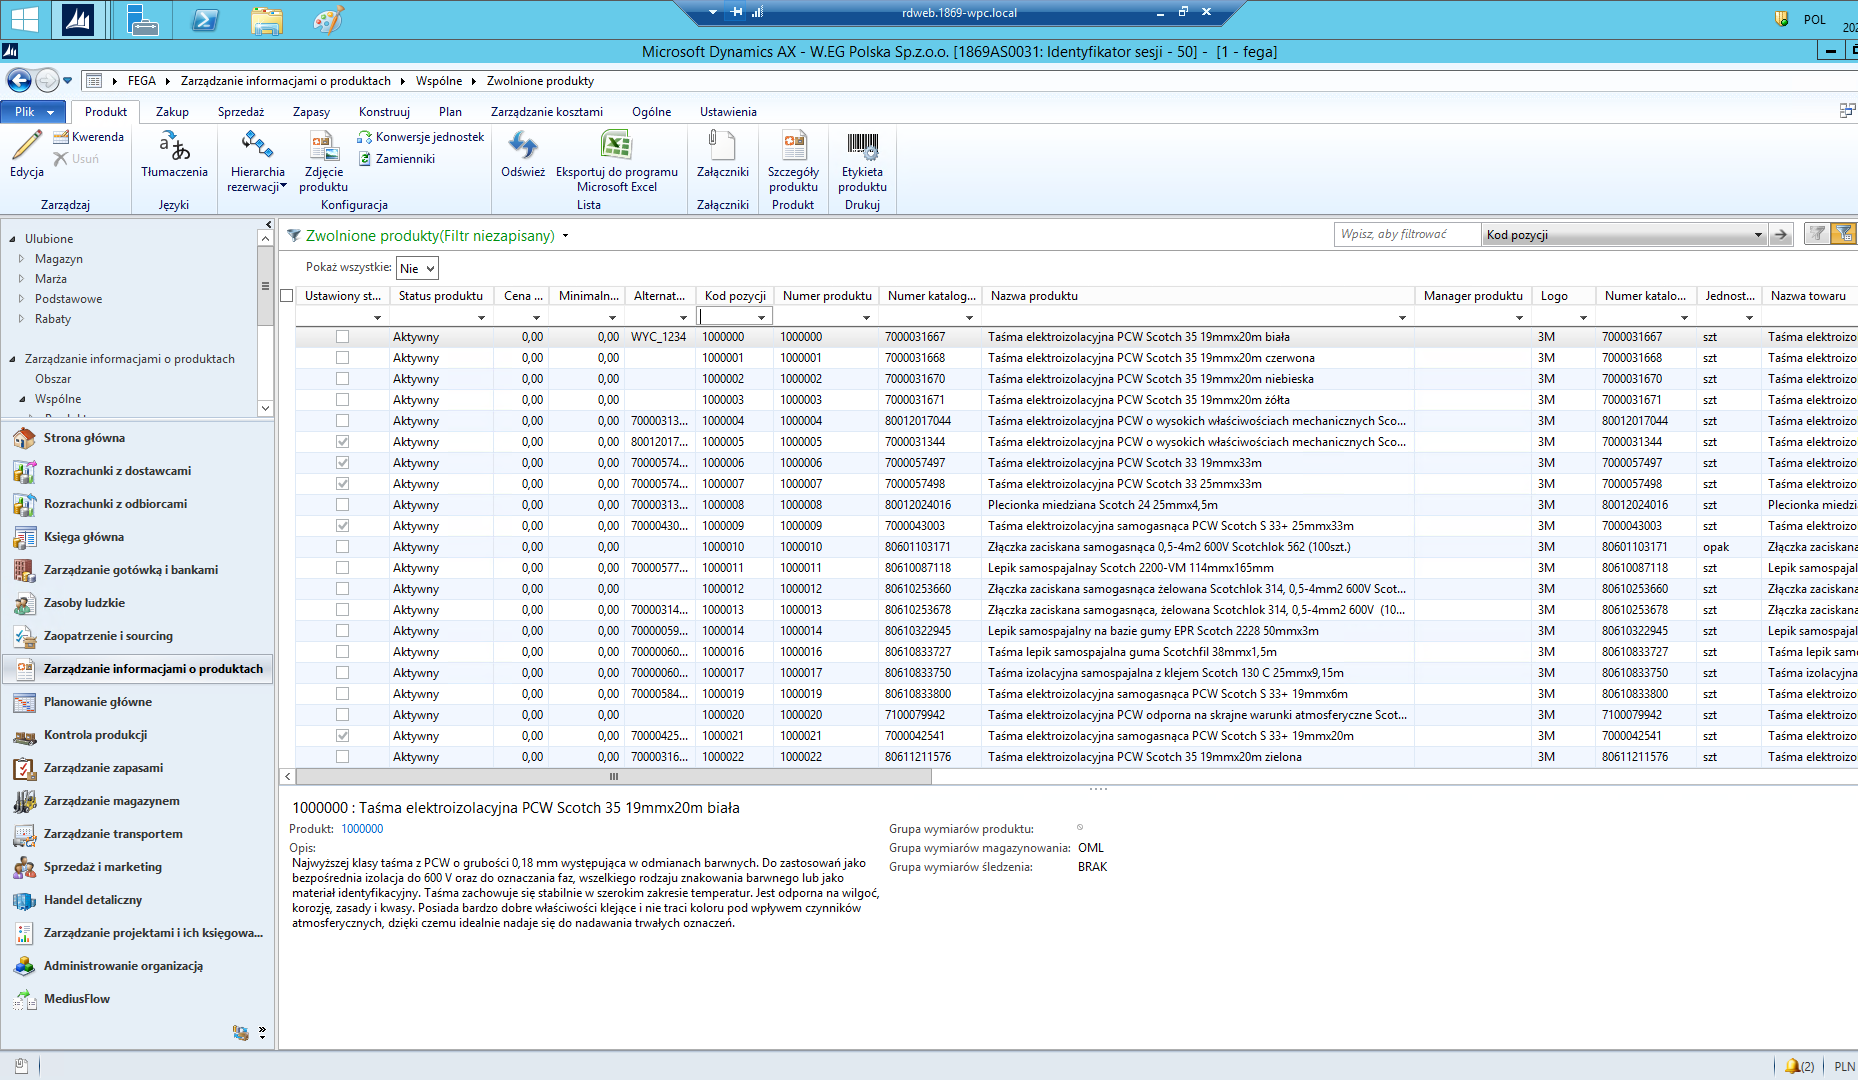 rdweb.1869-wpc.local
POL
202
Microsoft Dynamics AX - W.EG Polska Sp.z.o.o. [1869AS0031: Identyfikator sesji - 50] - [1 - fega]
FEGA Zarządzanie informacjami o produktach Wspólne Zwolnione produkty
Plik Produkt Zakup Sprzedaż Zapasy Konstruuj Plan Zarządzanie kosztami Ogólne Ustawienia
Edycja
Kwerenda
Usuń
Zarządzaj
Tłumaczenia
Języki
Hierarchia rezerwacji
Zdjęcie produktu
Konwersje jednostek
Zamienniki
Konfiguracja
Odśwież
Eksportuj do programu Microsoft Excel
Lista
Załączniki
Załączniki
Szczegóły produktu
Produkt
Etykieta produktu
Drukuj
Ulubione
Magazyn
Marża
Podstawowe
Rabaty
Zarządzanie informacjami o produktach
Obszar
Wspólne
Strona główna
Rozrachunki z dostawcami
Rozrachunki z odbiorcami
Księga główna
Zarządzanie gotówką i bankami
Zasoby ludzkie
Zaopatrzenie i sourcing
Zarządzanie informacjami o produktach
Planowanie główne
Kontrola produkcji
Zarządzanie zapasami
Zarządzanie magazynem
Zarządzanie transportem
Sprzedaż i marketing
Handel detaliczny
Zarządzanie projektami i ich księgowa...
Administrowanie organizacją
MediusFlow
Zwolnione produkty(Filtr niezapisany)
Wpisz, aby filtrować Kod pozycji
Pokaż wszystkie: Nie
Ustawiony st... Status produktu Cena ... Minimaln... Alternat... Kod pozycji Numer produktu Numer katalog... Nazwa produktu Manager produktu Logo Numer katalo... Jednost... Nazwa towaru
Aktywny 0,00 0,00 WYC_1234 1000000 1000000 7000031667 Taśma elektroizolacyjna PCW Scotch 35 19mmx20m biała 3M 7000031667 szt Taśma elektroizo
Aktywny 0,00 0,00 1000001 1000001 7000031668 Taśma elektroizolacyjna PCW Scotch 35 19mmx20m czerwona 3M 7000031668 szt Taśma elektroizo
Aktywny 0,00 0,00 1000002 1000002 7000031670 Taśma elektroizolacyjna PCW Scotch 35 19mmx20m niebieska 3M 7000031670 szt Taśma elektroizo
Aktywny 0,00 0,00 1000003 1000003 7000031671 Taśma elektroizolacyjna PCW Scotch 35 19mmx20m żółta 3M 7000031671 szt Taśma elektroizo
Aktywny 0,00 0,00 70000313... 1000004 1000004 80012017044 Taśma elektroizolacyjna PCW o wysokich właściwościach mechanicznych Sco... 3M 80012017044 szt Taśma elektroizo
Aktywny 0,00 0,00 80012017... 1000005 1000005 7000031344 Taśma elektroizolacyjna PCW o wysokich właściwościach mechanicznych Sco... 3M 7000031344 szt Taśma elektroizo
Aktywny 0,00 0,00 70000574... 1000006 1000006 7000057497 Taśma elektroizolacyjna PCW Scotch 33 19mmx33m 3M 7000057497 szt Taśma elektroizo
Aktywny 0,00 0,00 70000574... 1000007 1000007 7000057498 Taśma elektroizolacyjna PCW Scotch 33 25mmx33m 3M 7000057498 szt Taśma elektroizo
Aktywny 0,00 0,00 70000313... 1000008 1000008 80012024016 Plecionka miedziana Scotch 24 25mmx4,5m 3M 80012024016 szt Plecionka miedzi
Aktywny 0,00 0,00 70000430... 1000009 1000009 7000043003 Taśma elektroizolacyjna samogasnąca PCW Scotch S 33+ 25mmx33m 3M 7000043003 szt Taśma elektroizo
Aktywny 0,00 0,00 1000010 1000010 80601103171 Złączka zaciskana samogasnąca 0,5-4m2 600V Scotchlok 562 (100szt.) 3M 80601103171 opak Złączka zaciskana
Aktywny 0,00 0,00 70000577... 1000011 1000011 80610087118 Lepik samospajalnay Scotch 2200-VM 114mmx165mm 3M 80610087118 szt Lepik samospajal
Aktywny 0,00 0,00 1000012 1000012 80610253660 Złączka zaciskana samogasnąca żelowana Scotchlok 314, 0,5-4mm2 600V Scot... 3M 80610253660 szt Złączka zaciskana
Aktywny 0,00 0,00 70000314... 1000013 1000013 80610253678 Złączka zaciskana samogasnąca, żelowana Scotchlok 314, 0,5-4mm2 600V (10... 3M 80610253678 szt Złączka zaciskana
Aktywny 0,00 0,00 70000059... 1000014 1000014 80610322945 Lepik samospajalny na bazie gumy EPR Scotch 2228 50mmx3m 3M 80610322945 szt Lepik samospajal
Aktywny 0,00 0,00 70000060... 1000016 1000016 80610833727 Taśma lepik samospajalna guma Scotchfil 38mmx1,5m 3M 80610833727 szt Taśma lepik sam
Aktywny 0,00 0,00 70000060... 1000017 1000017 80610833750 Taśma izolacyjna samospajalna z klejem Scotch 130 C 25mmx9,15m 3M 80610833750 szt Taśma izolacyjna
Aktywny 0,00 0,00 70000584... 1000019 1000019 80610833800 Taśma elektroizolacyjna samogasnąca PCW Scotch S 33+ 19mmx6m 3M 80610833800 szt Taśma elektroizo
Aktywny 0,00 0,00 1000020 1000020 7100079942 Taśma elektroizolacyjna PCW odporna na skrajne warunki atmosferyczne Scot... 3M 7100079942 szt Taśma elektroizo
Aktywny 0,00 0,00 70000425... 1000021 1000021 7000042541 Taśma elektroizolacyjna samogasnąca PCW Scotch S 33+ 19mmx20m 3M 7000042541 szt Taśma elektroizo
Aktywny 0,00 0,00 70000316... 1000022 1000022 80611211576 Taśma elektroizolacyjna PCW Scotch 35 19mmx20m zielona 3M 80611211576 szt Taśma elektroizo
1000000 : Taśma elektroizolacyjna PCW Scotch 35 19mmx20m biała
Produkt: 1000000
Opis:
Najwyższej klasy taśma z PCW o grubości 0,18 mm występująca w odmianach barwnych. Do zastosowań jako
bezpośrednia izolacja do 600 V oraz do oznaczania faz, wszelkiego rodzaju znakowania barwnego lub jako
materiał identyfikacyjny. Taśma zachowuje się stabilnie w szerokim zakresie temperatur. Jest odporna na wilgoć,
korozję, zasady i kwasy. Posiada bardzo dobre właściwości klejące i nie traci koloru pod wpływem czynników
atmosferycznych, dzięki czemu idealnie nadaje się do nadawania trwałych oznaczeń.
Grupa wymiarów produktu:
Grupa wymiarów magazynowania: OML
Grupa wymiarów śledzenia: BRAK
(2) PLN